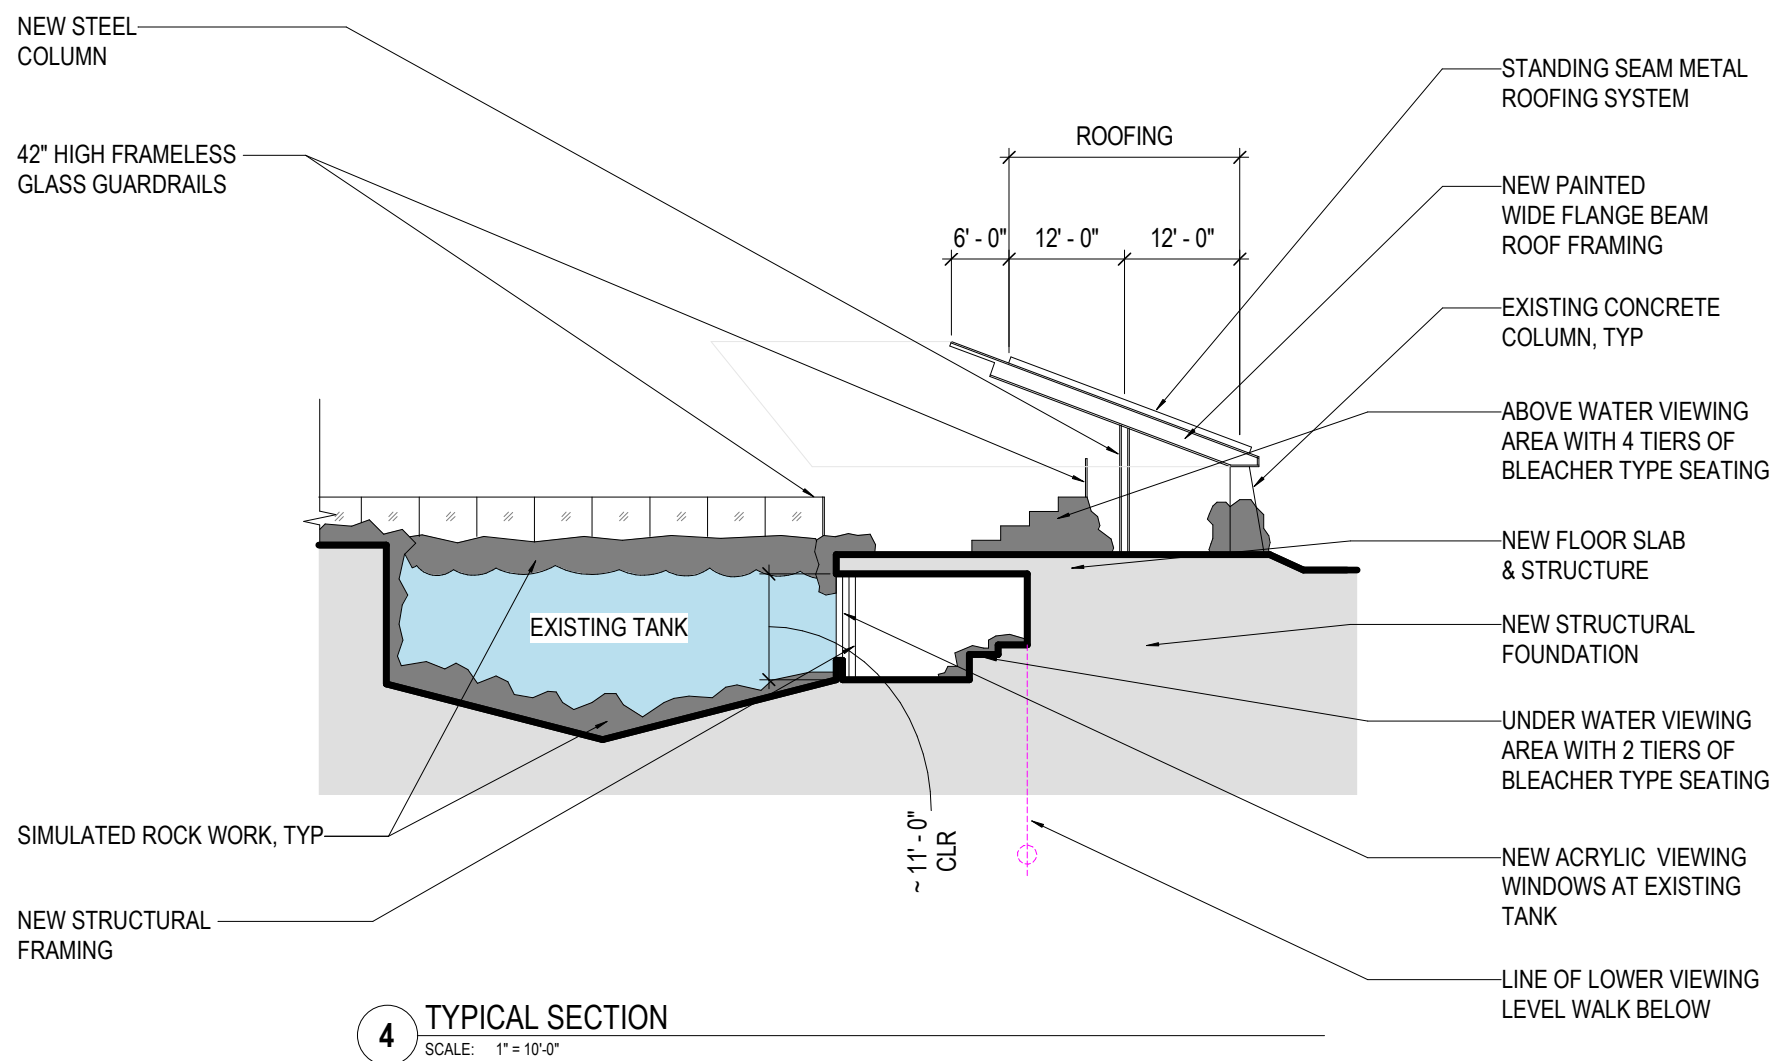 NEW STEEL
COLUMN
42" HIGH FRAMELESS
GLASS GUARDRAILS
SIMULATED ROCK WORK, TYP
NEW STRUCTURAL
FRAMING
ROOFING
6' - 0" 12' - 0" 12' - 0"
EXISTING TANK
~ 11' - 0"
CLR
STANDING SEAM METAL
ROOFING SYSTEM
NEW PAINTED
WIDE FLANGE BEAM
ROOF FRAMING
EXISTING CONCRETE
COLUMN, TYP
ABOVE WATER VIEWING
AREA WITH 4 TIERS OF
BLEACHER TYPE SEATING
NEW FLOOR SLAB
& STRUCTURE
NEW STRUCTURAL
FOUNDATION
UNDER WATER VIEWING
AREA WITH 2 TIERS OF
BLEACHER TYPE SEATING
NEW ACRYLIC VIEWING
WINDOWS AT EXISTING
TANK
LINE OF LOWER VIEWING
LEVEL WALK BELOW
4 TYPICAL SECTION
SCALE: 1" = 10'-0"